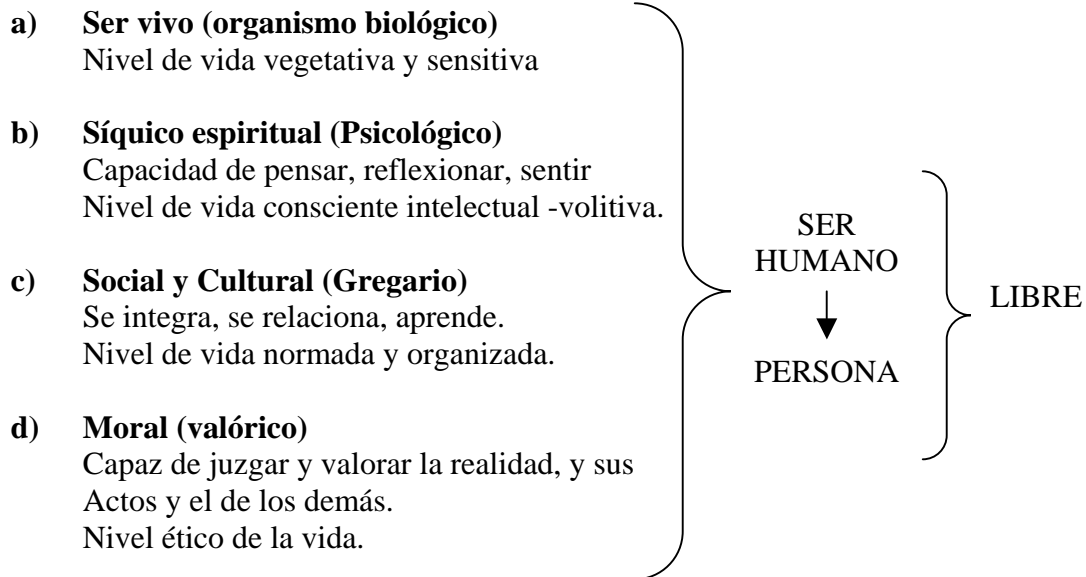 a) Ser vivo (organismo biológico)
Nivel de vida vegetativa y sensitiva
b) Síquico espiritual (Psicológico)
Capacidad de pensar, reflexionar, sentir
Nivel de vida consciente intelectual -volitiva.
c) Social y Cultural (Gregario)
Se integra, se relaciona, aprende.
Nivel de vida normada y organizada.
d) Moral (valórico)
Capaz de juzgar y valorar la realidad, y sus
Actos y el de los demás.
Nivel ético de la vida.
SER
HUMANO
PERSONA
LIBRE